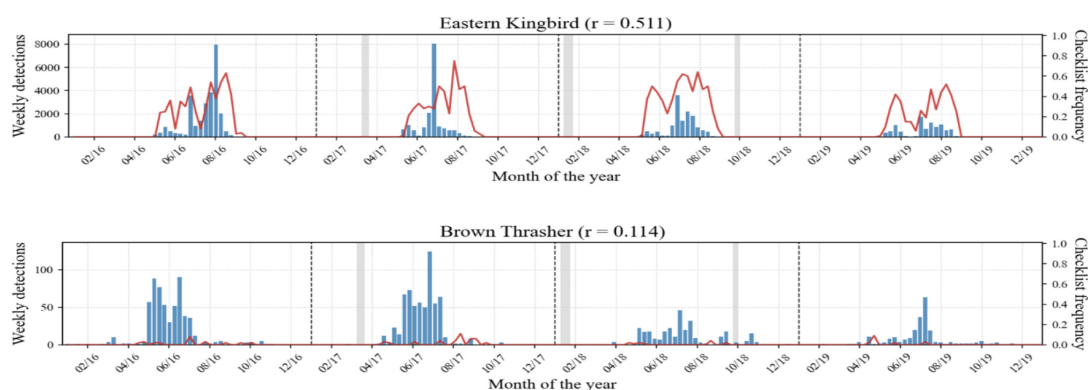 Eastern Kingbird (r = 0.511)
Weekly detections
8000
6000
4000
2000
0
1.0
0.8
0.6
0.4
0.2
0.0
Checklist frequency
02/16 04/16 06/16 08/16 10/16 12/16 02/17 04/17 06/17 08/17 10/17 12/17 02/18 04/18 06/18 08/18 10/18 12/18 02/19 04/19 06/19 08/19 10/19 12/19
Month of the year
Brown Thrasher (r = 0.114)
Weekly detections
100
50
0
1.0
0.8
0.6
0.4
0.2
0.0
Checklist frequency
02/16 04/16 06/16 08/16 10/16 12/16 02/17 04/17 06/17 08/17 10/17 12/17 02/18 04/18 06/18 08/18 10/18 12/18 02/19 04/19 06/19 08/19 10/19 12/19
Month of the year